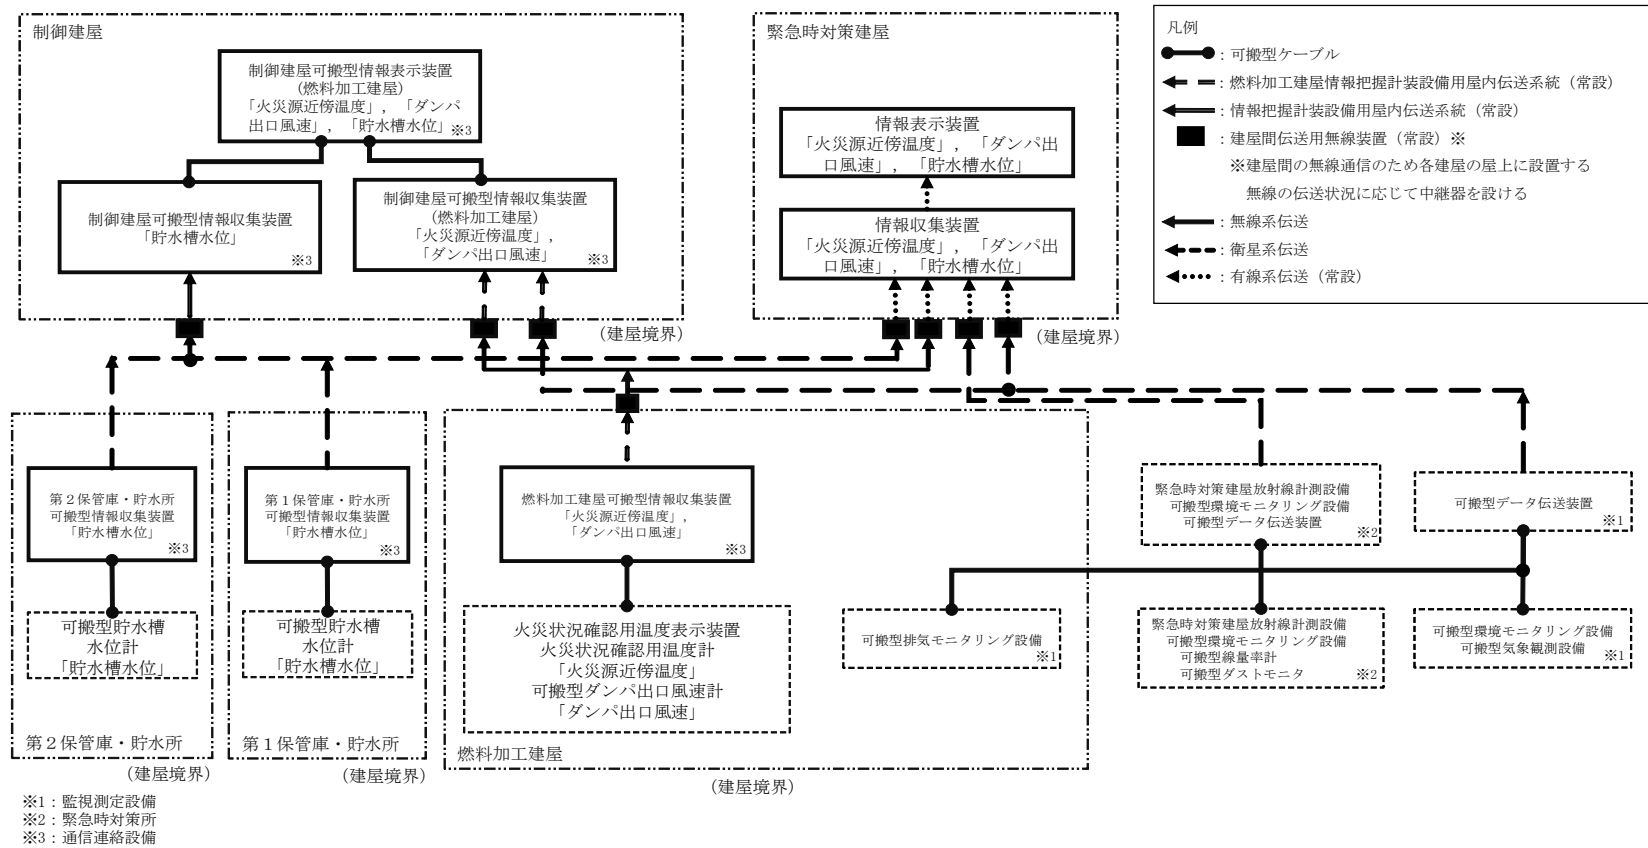 制御建屋
制御建屋可搬型情報表示装置
(燃料加工建屋)
「火災源近傍温度」,「ダンパ
出口風速」,「貯水槽水位」※3
制御建屋可搬型情報収集装置
「貯水槽水位」
※3
制御建屋可搬型情報収集装置
(燃料加工建屋)
「火災源近傍温度」,
「ダンパ出口風速」
※3
(建屋境界)
緊急時対策建屋
情報表示装置
「火災源近傍温度」,「ダンパ出
口風速」,「貯水槽水位」
情報収集装置
「火災源近傍温度」,「ダンパ出
口風速」,「貯水槽水位」
(建屋境界)
凡例
:可搬型ケーブル
:燃料加工建屋情報把握計装設備用屋内伝送系統(常設)
:情報把握計装設備用屋内伝送系統(常設)
:建屋間伝送用無線装置(常設)※
※建屋間の無線通信のため各建屋の屋上に設置する
無線の伝送状況に応じて中継器を設ける
:無線系伝送
:衛星系伝送
:有線系伝送(常設)
第2保管庫・貯水所
可搬型情報収集装置
「貯水槽水位」
※3
可搬型貯水槽
水位計
「貯水槽水位」
第2保管庫・貯水所
(建屋境界)
第1保管庫・貯水所
可搬型情報収集装置
「貯水槽水位」
※3
可搬型貯水槽
水位計
「貯水槽水位」
第1保管庫・貯水所
(建屋境界)
燃料加工建屋可搬型情報収集装置
「火災源近傍温度」,
「ダンパ出口風速」
※3
火災状況確認用温度表示装置
火災状況確認用温度計
「火災源近傍温度」
可搬型ダンパ出口風速計
「ダンパ出口風速」
燃料加工建屋
(建屋境界)
可搬型排気モニタリング設備
※1
緊急時対策建屋放射線計測設備
可搬型環境モニタリング設備
可搬型データ伝送装置
※2
緊急時対策建屋放射線計測設備
可搬型環境モニタリング設備
可搬型線量率計
可搬型ダストモニタ
※2
可搬型データ伝送装置
※1
可搬型環境モニタリング設備
可搬型気象観測設備
※1
※1:監視測定設備
※2:緊急時対策所
※3:通信連絡設備